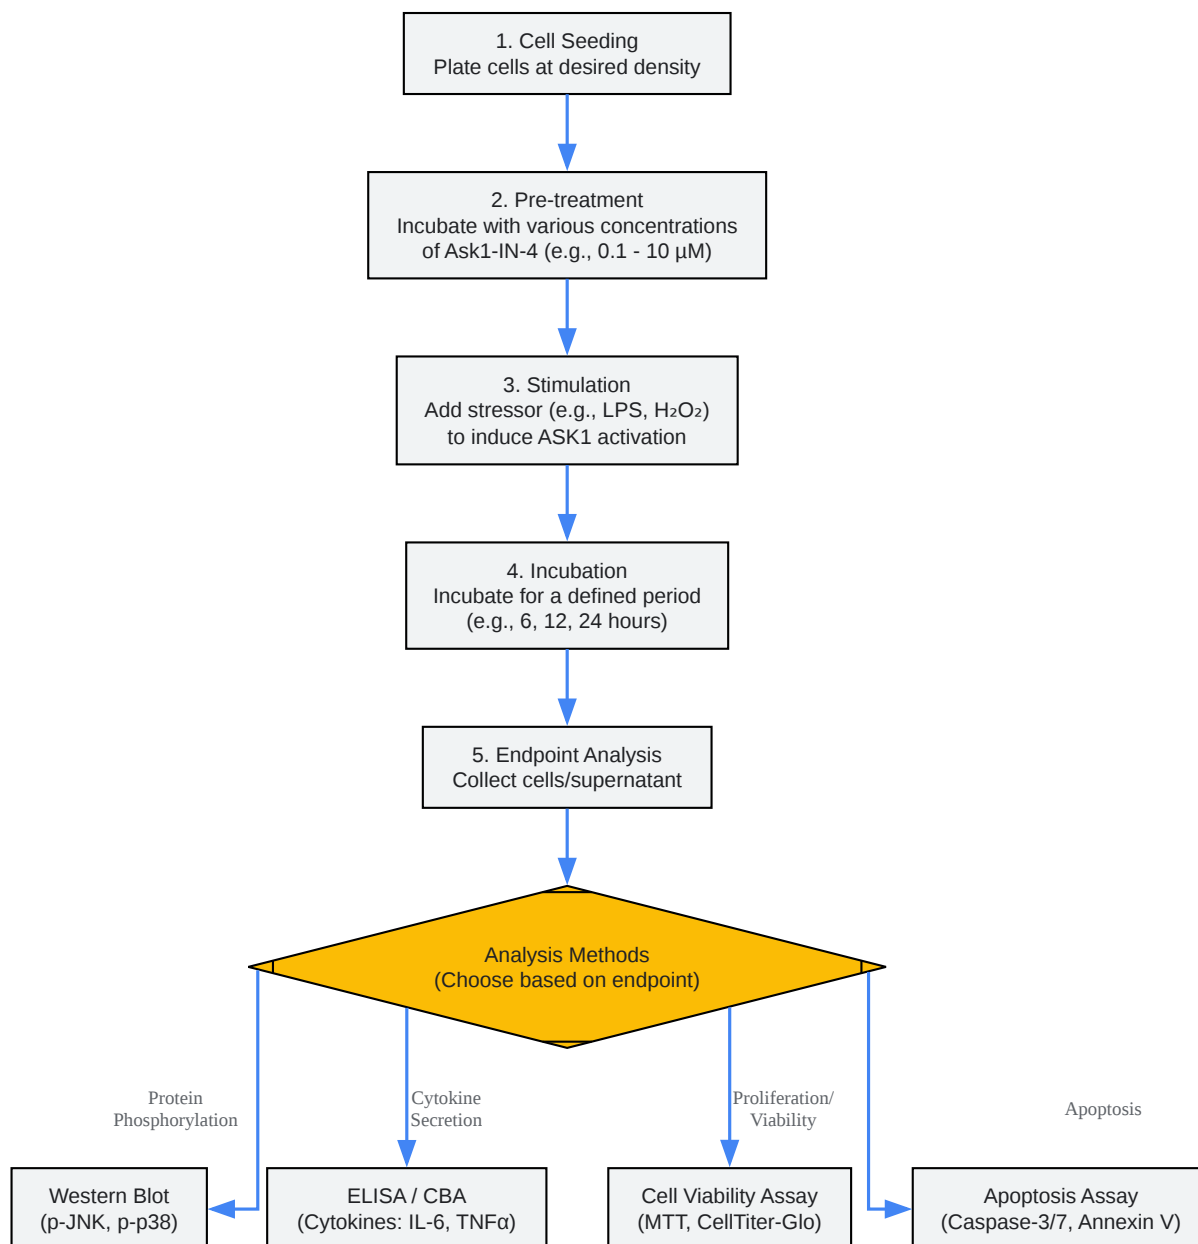 1. Cell Seeding
Plate cells at desired density
2. Pre-treatment
Incubate with various concentrations
of Ask1-IN-4 (e.g., 0.1 - 10 µM)
3. Stimulation
Add stressor (e.g., LPS, H₂O₂)
to induce ASK1 activation
4. Incubation
Incubate for a defined period
(e.g., 6, 12, 24 hours)
5. Endpoint Analysis
Collect cells/supernatant
Analysis Methods
(Choose based on endpoint)
Protein
Phosphorylation
Cytokine
Secretion
Proliferation/
Viability
Apoptosis
Western Blot
(p-JNK, p-p38)
ELISA / CBA
(Cytokines: IL-6, TNFα)
Cell Viability Assay
(MTT, CellTiter-Glo)
Apoptosis Assay
(Caspase-3/7, Annexin V)